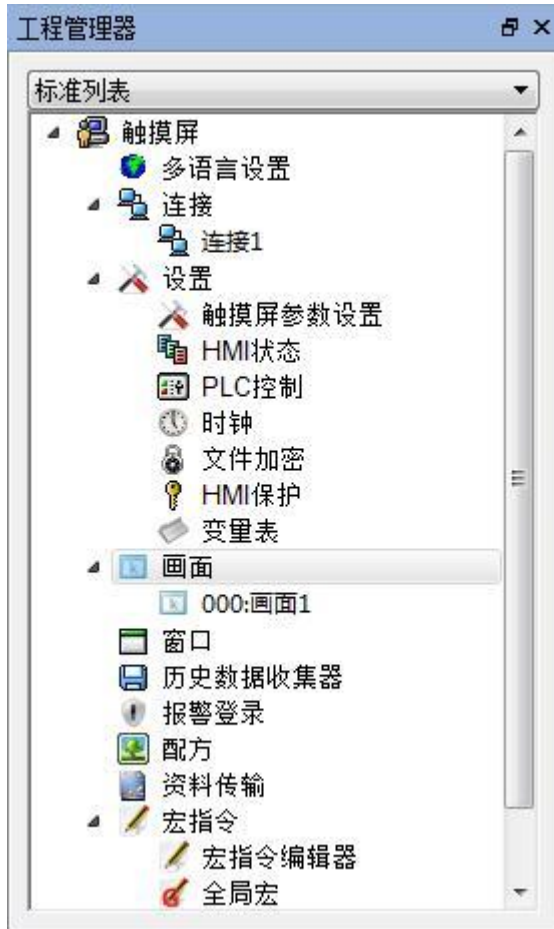 工程管理器
标准列表
触摸屏
多语言设置
连接
连接1
设置
触摸屏参数设置
HMI状态
PLC控制
时钟
文件加密
HMI保护
变量表
画面
000:画面1
窗口
历史数据收集器
报警登录
配方
资料传输
宏指令
宏指令编辑器
全局宏